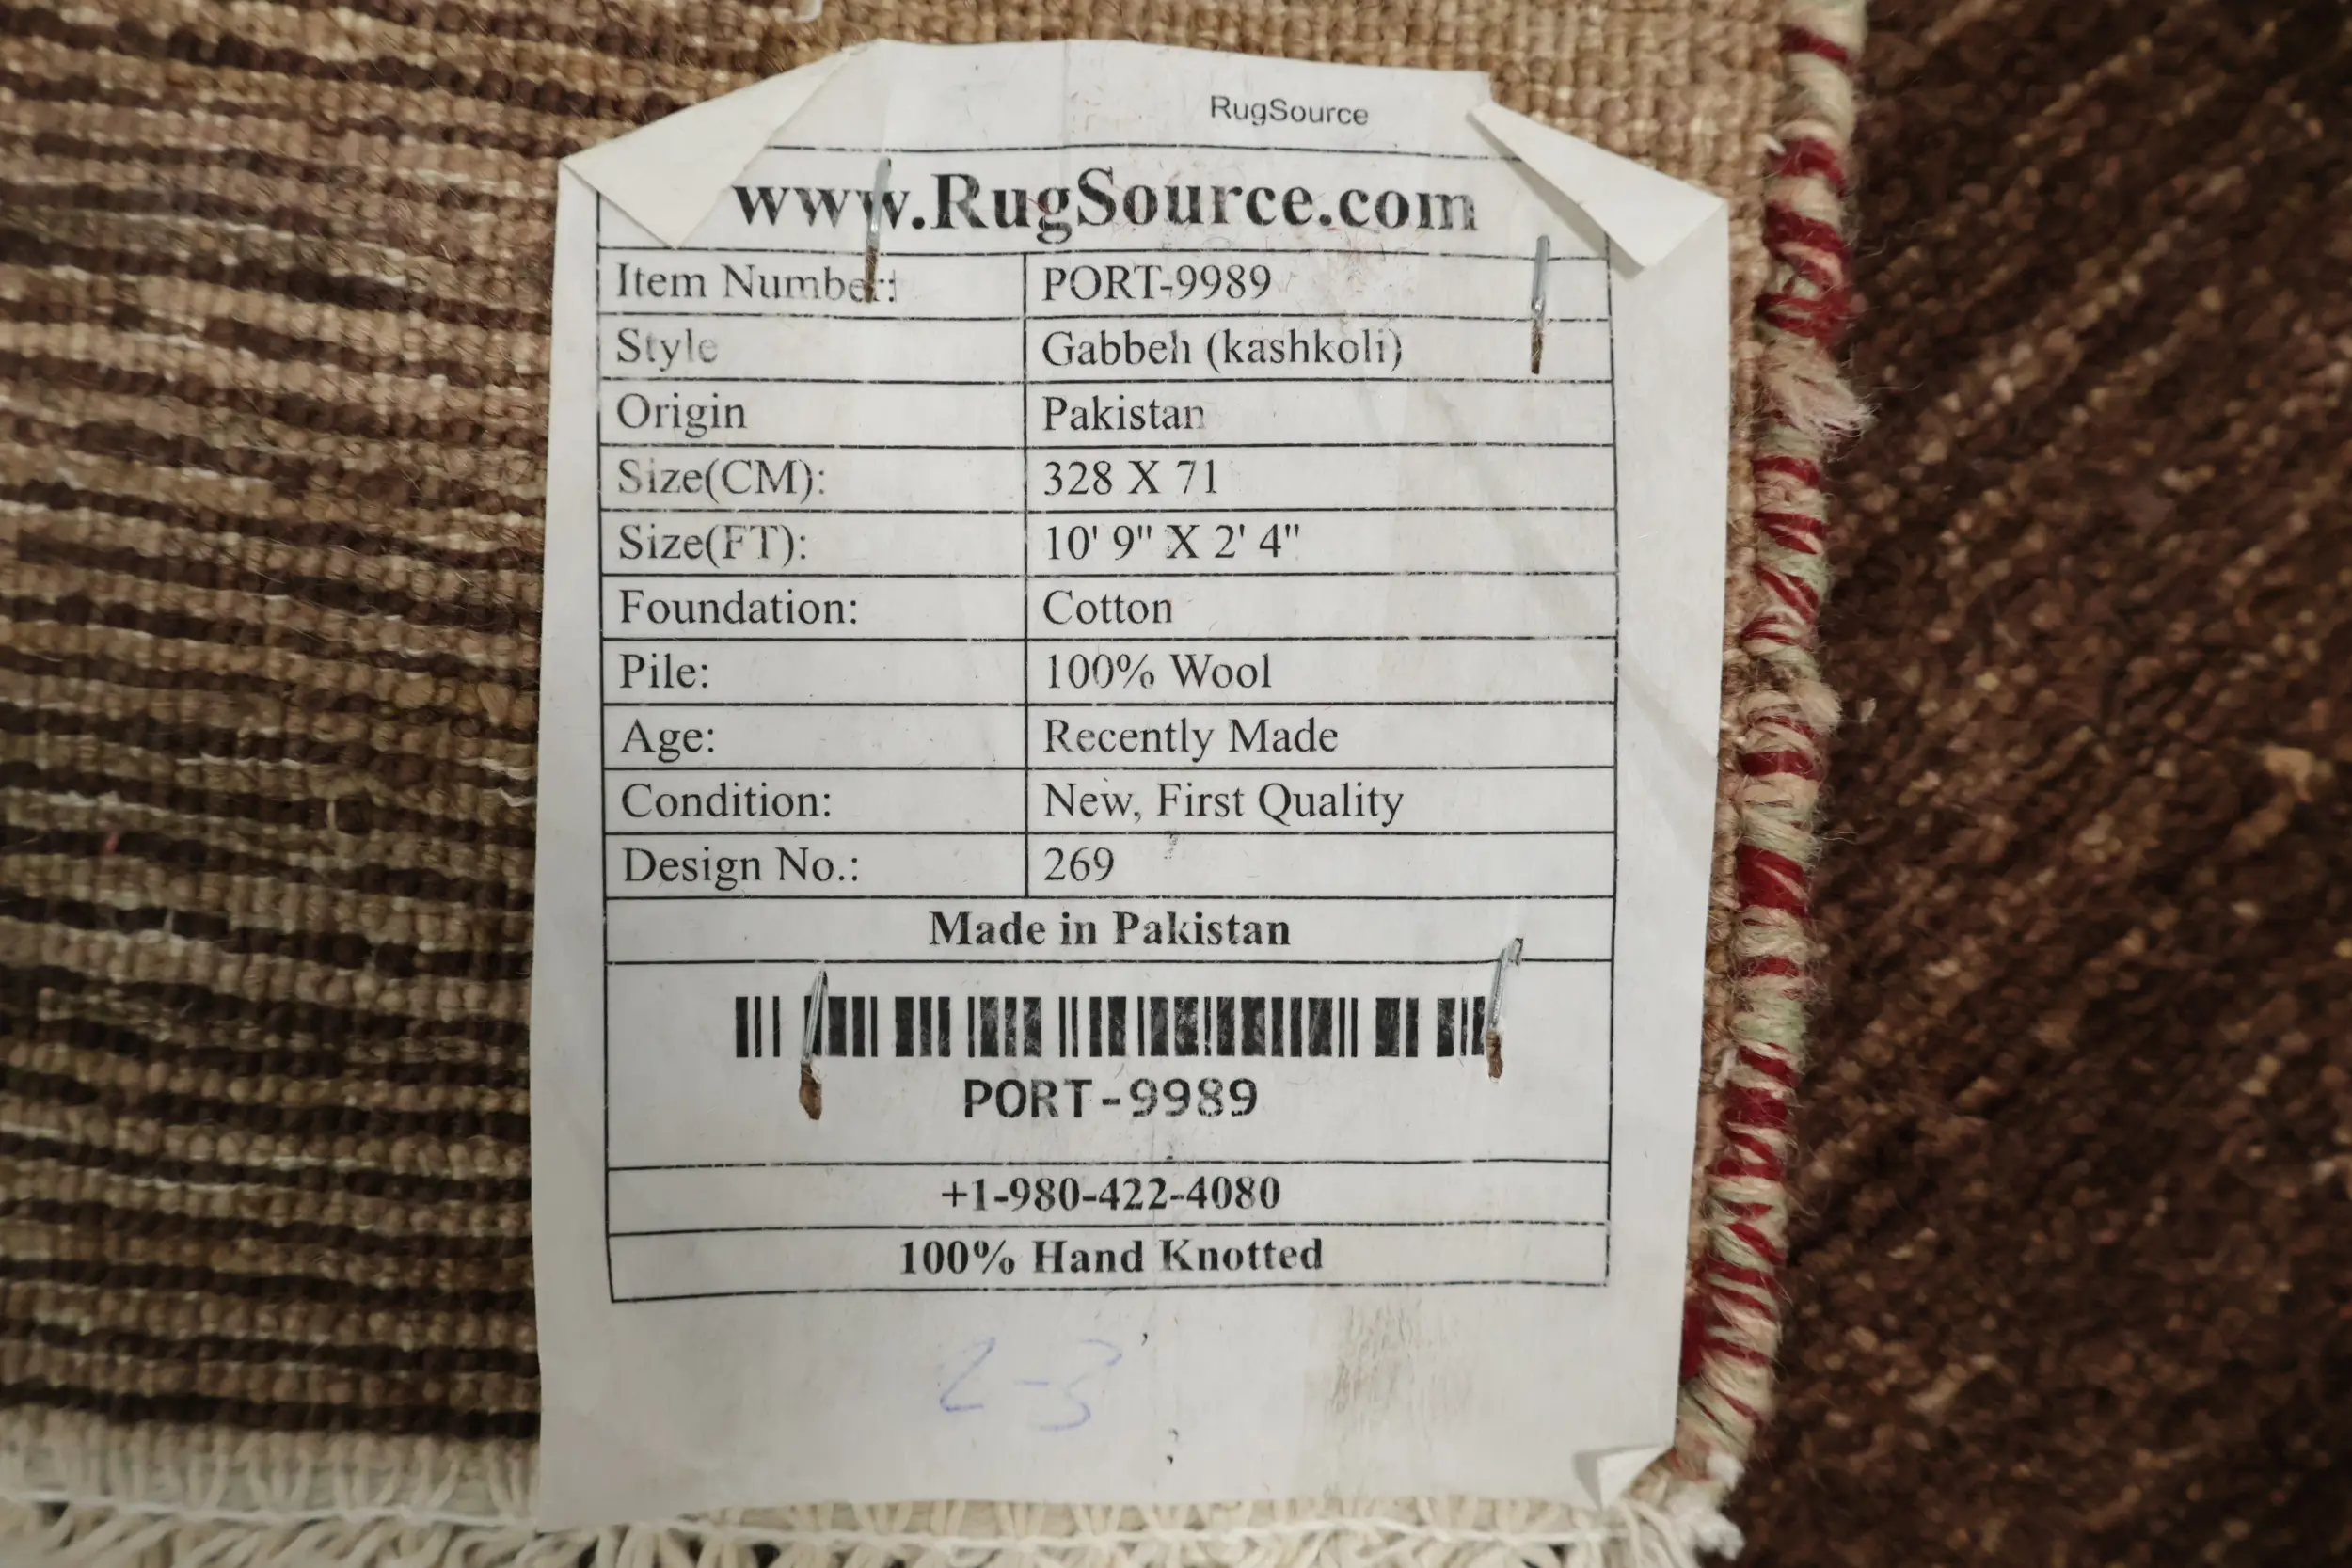 RugSource
www.RugSource.com
Item Number: PORT-9989
Style Gabbeh (kashkoli)
Origin Pakistan
Size(CM): 328 X 71
Size(FT): 10' 9" X 2' 4"
Foundation: Cotton
Pile: 100% Wool
Age: Recently Made
Condition: New, First Quality
Design No.: 269
Made in Pakistan
PORT-9989
+1-980-422-4080
100% Hand Knotted
2-3